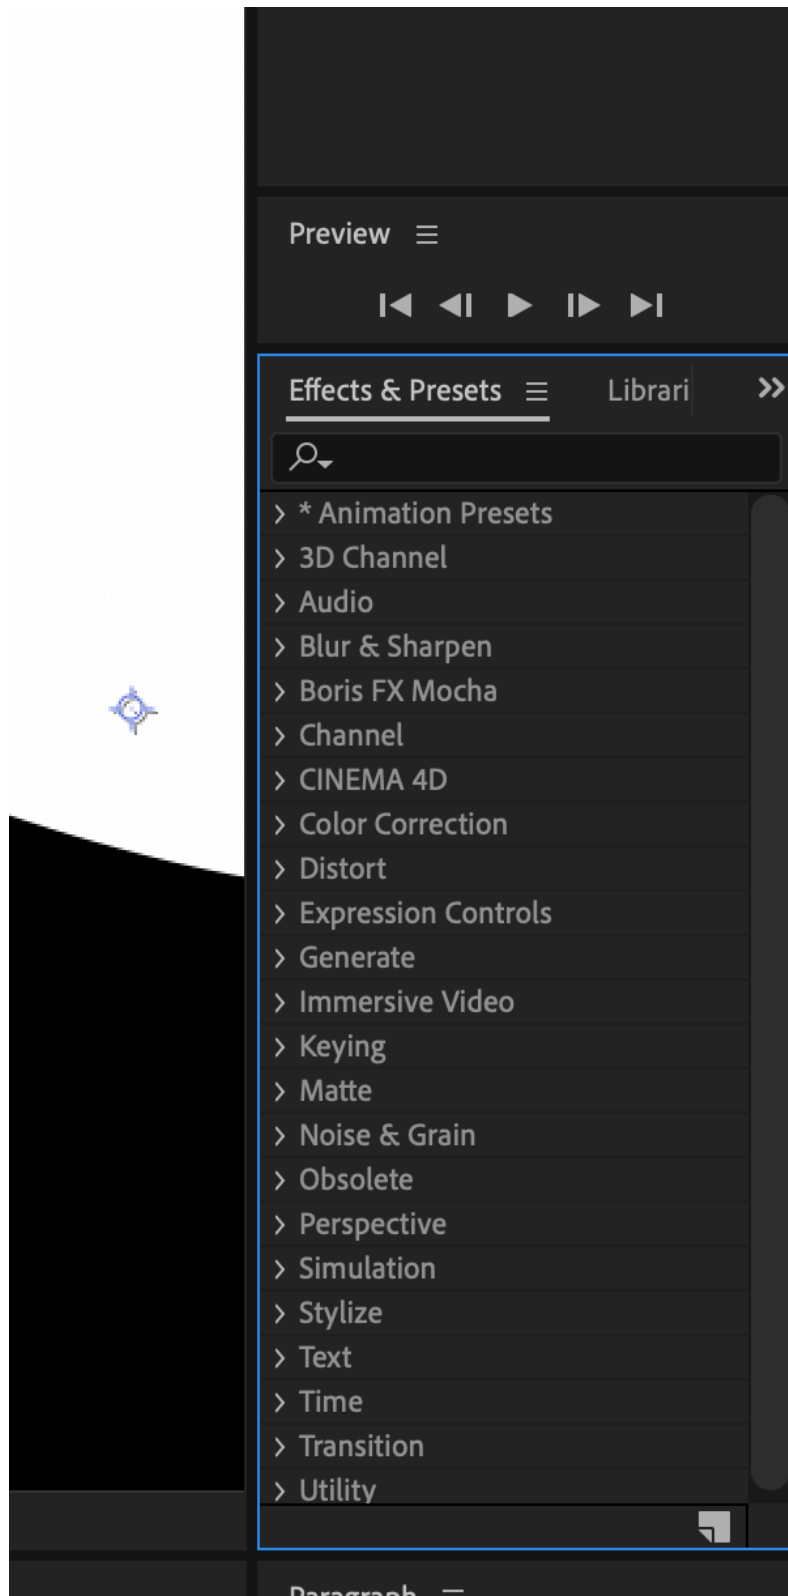 Preview
Effects & Presets Librari
* Animation Presets
3D Channel
Audio
Blur & Sharpen
Boris FX Mocha
Channel
CINEMA 4D
Color Correction
Distort
Expression Controls
Generate
Immersive Video
Keying
Matte
Noise & Grain
Obsolete
Perspective
Simulation
Stylize
Text
Time
Transition
Utility
Paragraph